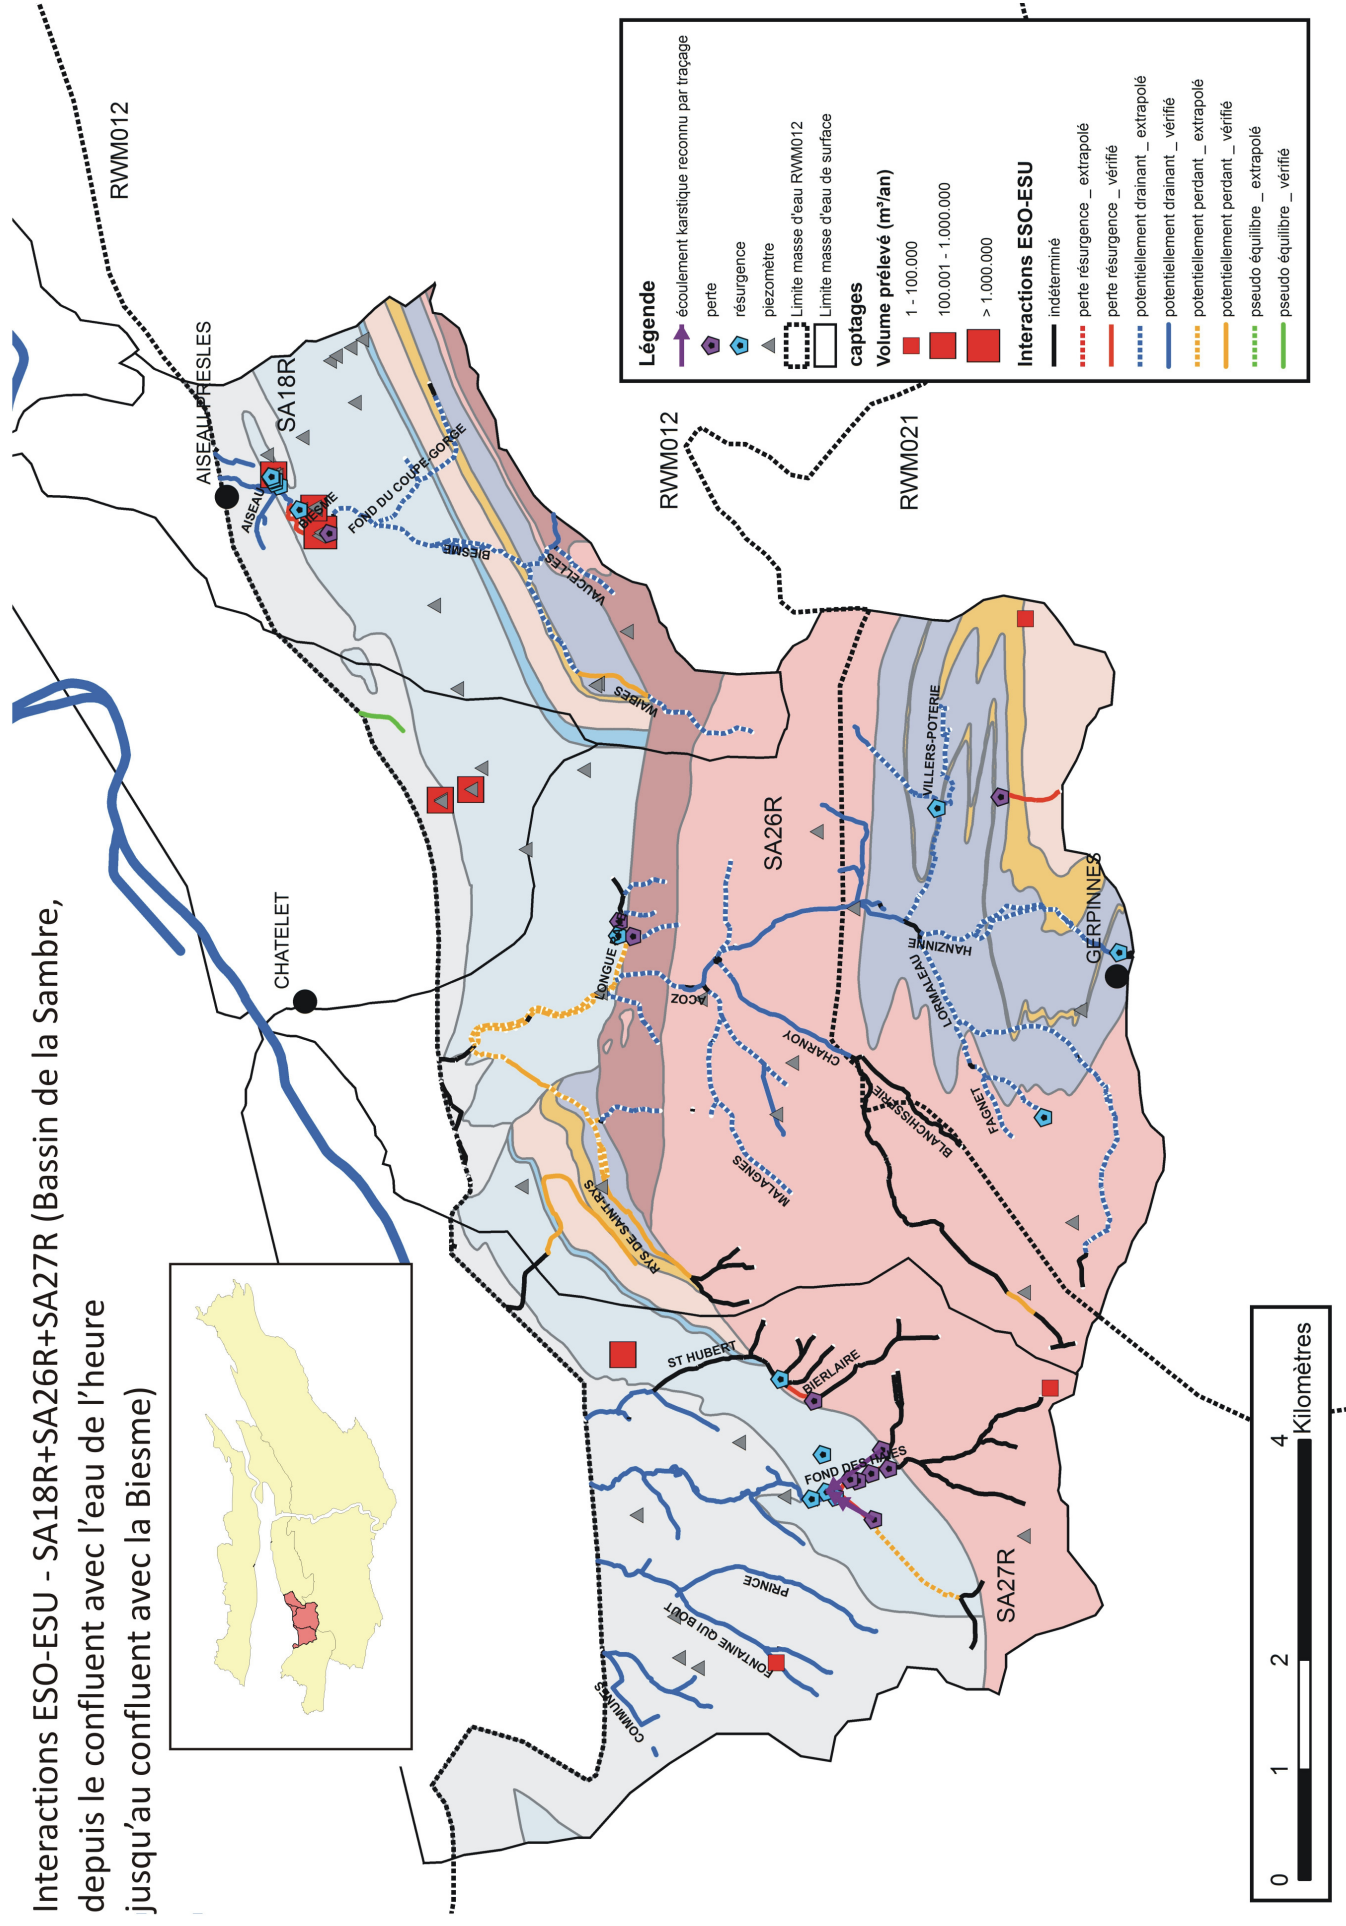 Interactions ESO-ESU - SA18R+SA26R+SA27R (Bassin de la Sambre,
depuis le confluent avec l'eau de l'heure
jusqu'au confluent avec la Biesme)
RWM012
AISEAU-PRESLES
SA18R
AISEAU
BIESME
FOND DU COUPE-GORGE
BIESME
VAUCELLES
WAIBES
CHATELET
RWM012
RWM021
SA26R
VILLERS-POTERIE
GERPINNES
HANZINNE
LORMALEAU
FAGNET
LONGUE
ACOZ
CHARNOY
BLANCHISSERIE
MALAGNES
RYS DE SAINT-RYS
ST HUBERT
BIERLAIRE
FOND DES HAIES
SA27R
PRINCE
FONTAINE QUI BOUT
COMMUNES
Légende
écoulement karstique reconnu par traçage
perte
résurgence
piezomètre
Limite masse d'eau RWM012
Limite masse d'eau de surface
captages
Volume prélevé (m³/an)
1 - 100.000
100.001 - 1.000.000
> 1.000.000
Interactions ESO-ESU
indéterminé
perte résurgence _ extrapolé
perte résurgence _ vérifié
potentiellement drainant _ extrapolé
potentiellement drainant _ vérifié
potentiellement perdant _ extrapolé
potentiellement perdant _ vérifié
pseudo équilibre _ extrapolé
pseudo équilibre _ vérifié
0 1 2 4
Kilomètres